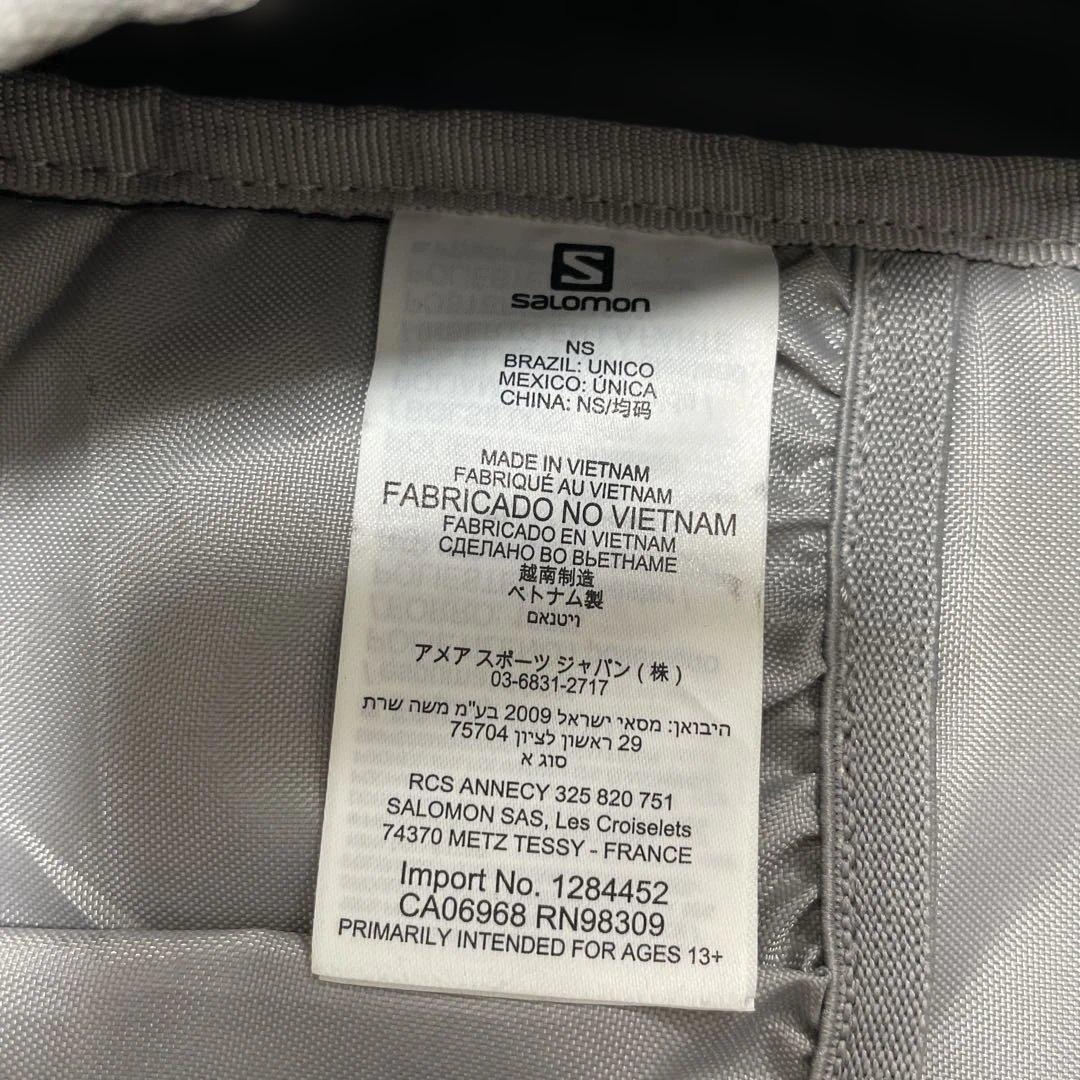 S
SALOMON
NS
BRAZIL: UNICO
MEXICO: ÚNICA
CHINA: NS/均码
MADE IN VIETNAM
FABRIQUÉ AU VIETNAM
FABRICADO NO VIETNAM
FABRICADO EN VIETNAM
СДЕЛАНО ВО ВЬЕТНАМЕ
越南制造
ベトナム製
ויטנאם
アメア スポーツ ジャパン ( 株 )
03-6831-2717
היבואן: מסאי ישראל 2009 בע"מ משה שרת
29 ראשון לציון 75704
סוג א
RCS ANNECY 325 820 751
SALOMON SAS, Les Croiselets
74370 METZ TESSY - FRANCE
Import No. 1284452
CA06968 RN98309
PRIMARILY INTENDED FOR AGES 13+